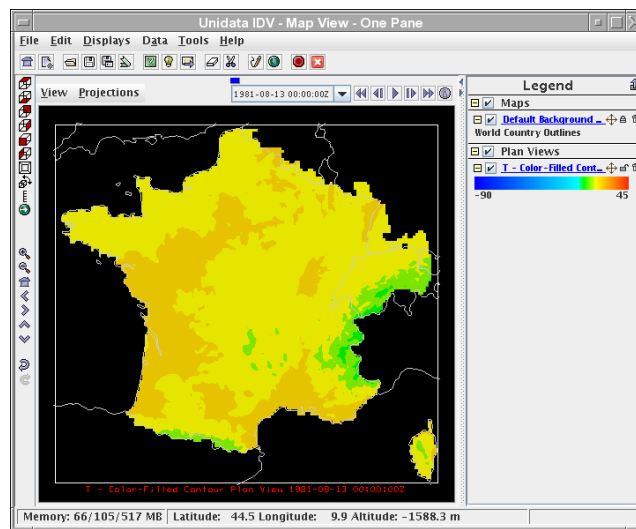 Unidata IDV - Map View - One Pane
File Edit Displays Data Tools Help
View Projections
1981-08-13 00:00:00Z
Legend
Maps
Default Background ...
World Country Outlines
Plan Views
T - Color-Filled Cont...
-90 45
T - Color-Filled Contour Plan View 1981-08-13 00:00:00Z
Memory: 66/105/517 MB Latitude: 44.5 Longitude: 9.9 Altitude: -1588.3 m